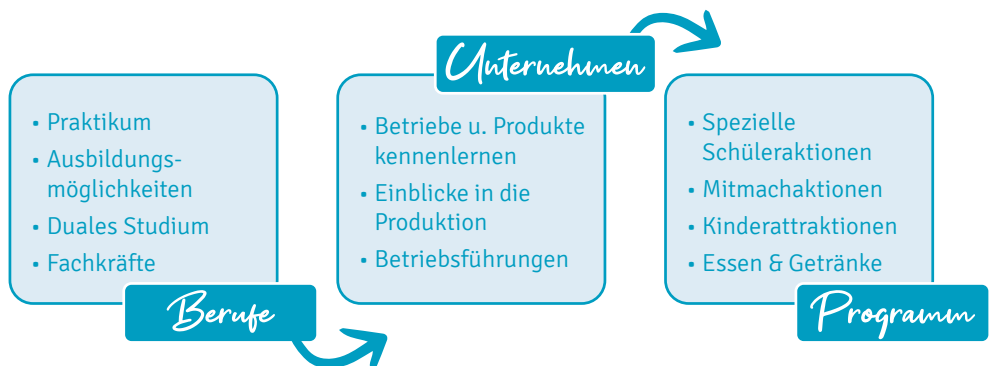 • Praktikum
• Ausbildungs-
möglichkeiten
• Duales Studium
• Fachkräfte
Berufe
Unternehmen
• Betriebe u. Produkte
kennenlernen
• Einblicke in die
Produktion
• Betriebsführungen
• Spezielle
Schüleraktionen
• Mitmachaktionen
• Kinderattraktionen
• Essen & Getränke
Programm